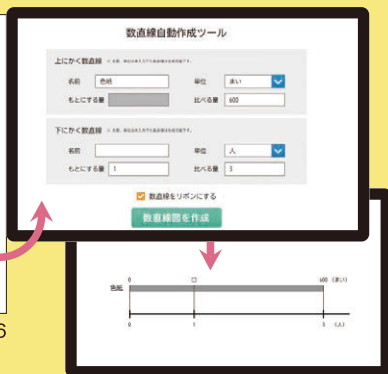 数直線自動作成ツール
上にかく数直線
名前 色紙 単位 まい
もとにする量 比べる量 600
下にかく数直線
名前 単位 人
もとにする量 1 比べる量 3
数直線をリボンにする
数直線図を作成
0 □ 600 (まい)
色紙
0 1 3 (人)
6